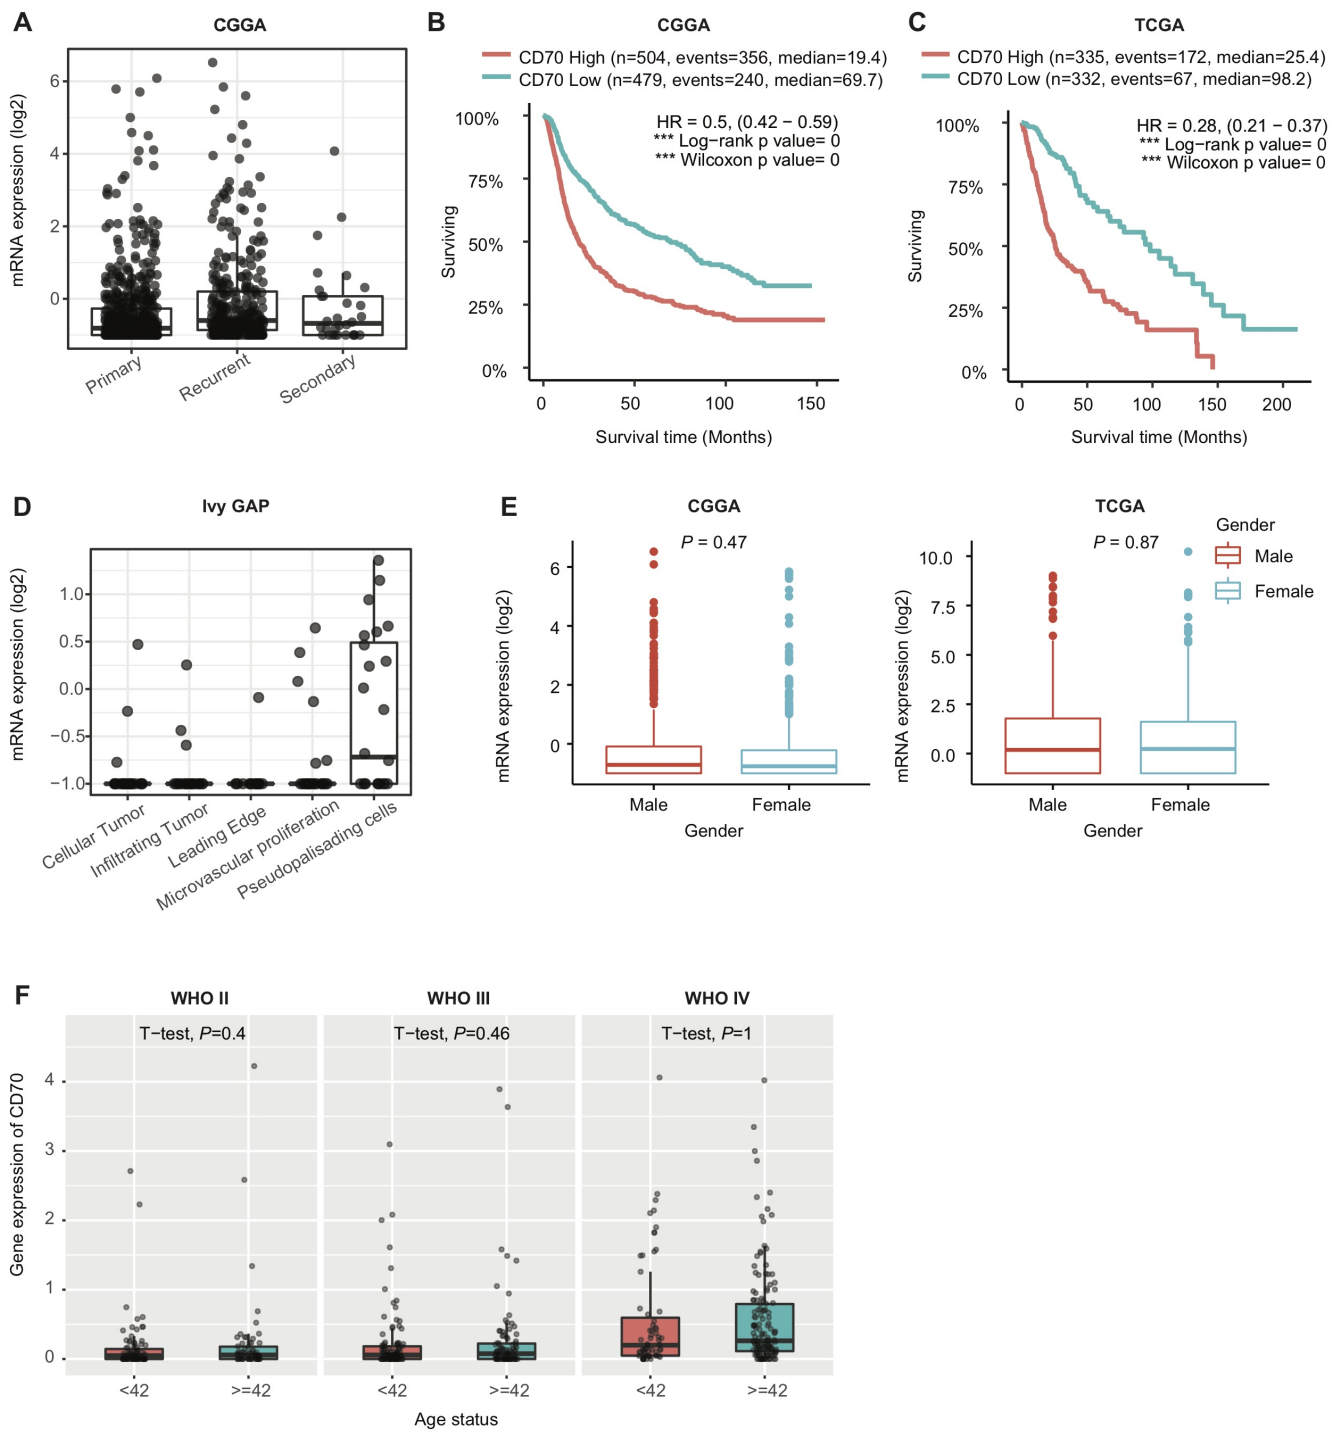 A
CGGA
mRNA expression (log2)
6
4
2
0
Primary
Recurrent
Secondary
B
CGGA
CD70 High (n=504, events=356, median=19.4)
CD70 Low (n=479, events=240, median=69.7)
HR = 0.5, (0.42 − 0.59)
*** Log−rank p value= 0
*** Wilcoxon p value= 0
Surviving
100%
75%
50%
25%
0%
0
50
100
150
Survival time (Months)
C
TCGA
CD70 High (n=335, events=172, median=25.4)
CD70 Low (n=332, events=67, median=98.2)
HR = 0.28, (0.21 − 0.37)
*** Log−rank p value= 0
*** Wilcoxon p value= 0
Surviving
100%
75%
50%
25%
0%
0
50
100
150
200
Survival time (Months)
D
Ivy GAP
mRNA expression (log2)
1.0
0.5
0.0
−0.5
−1.0
Cellular Tumor
Infiltrating Tumor
Leading Edge
Microvascular proliferation
Pseudopalisading cells
E
CGGA
P = 0.47
mRNA expression (log2)
6
4
2
0
Male
Female
Gender
TCGA
P = 0.87
mRNA expression (log2)
10.0
7.5
5.0
2.5
0.0
Male
Female
Gender
Gender
Male
Female
F
WHO II
WHO III
WHO IV
T−test, P=0.4
T−test, P=0.46
T−test, P=1
Gene expression of CD70
4
3
2
1
0
<42
>=42
<42
>=42
<42
>=42
Age status